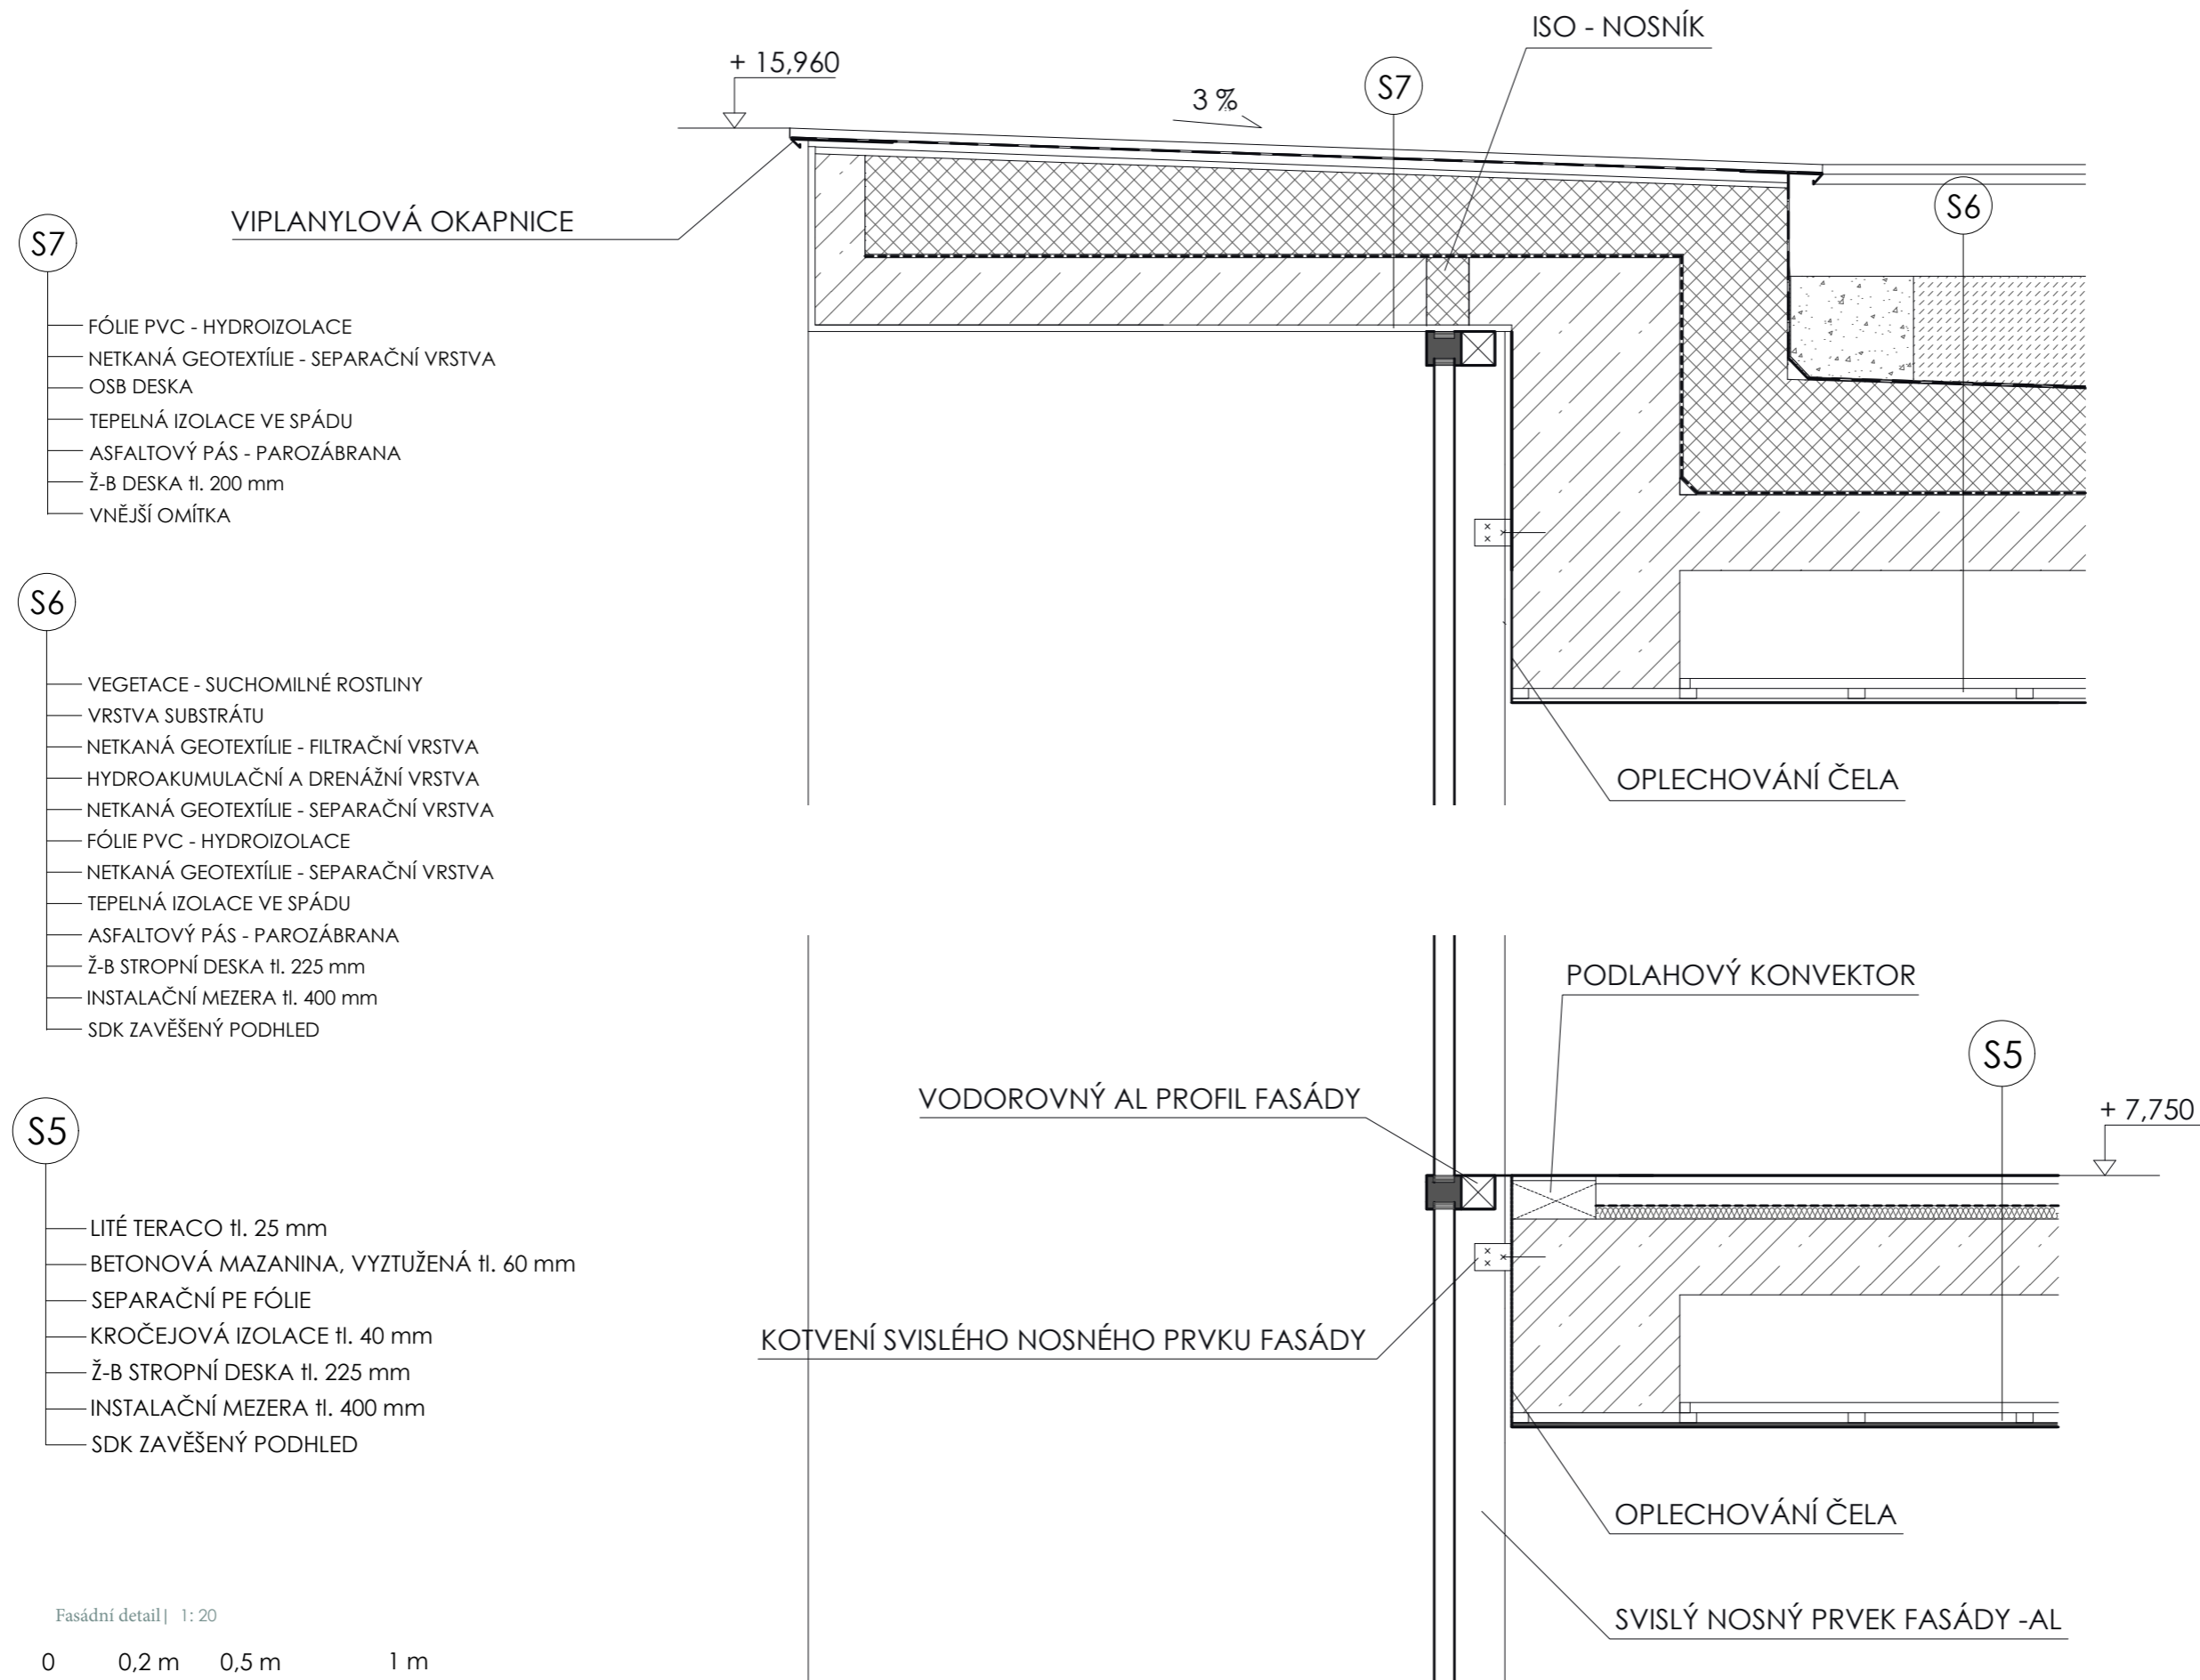 ISO - NOSNÍK
+ 15,960
S7
3 %
S6
VIPLANYLOVÁ OKAPNICE
S7
FÓLIE PVC - HYDROIZOLACE
NETKANÁ GEOTEXTÍLIE - SEPARAČNÍ VRSTVA
OSB DESKA
TEPELNÁ IZOLACE VE SPÁDU
ASFALTOVÝ PÁS - PAROZÁBRANA
Ž-B DESKA tl. 200 mm
VNĚJŠÍ OMÍTKA
S6
VEGETACE - SUCHOMILNÉ ROSTLINY
VRSTVA SUBSTRÁTU
NETKANÁ GEOTEXTÍLIE - FILTRAČNÍ VRSTVA
HYDROAKUMULAČNÍ A DRENÁŽNÍ VRSTVA
NETKANÁ GEOTEXTÍLIE - SEPARAČNÍ VRSTVA
FÓLIE PVC - HYDROIZOLACE
NETKANÁ GEOTEXTÍLIE - SEPARAČNÍ VRSTVA
TEPELNÁ IZOLACE VE SPÁDU
ASFALTOVÝ PÁS - PAROZÁBRANA
Ž-B STROPNÍ DESKA tl. 225 mm
INSTALAČNÍ MEZERA tl. 400 mm
SDK ZAVĚŠENÝ PODHLED
OPLECHOVÁNÍ ČELA
PODLAHOVÝ KONVEKTOR
S5
VODOROVNÝ AL PROFIL FASÁDY
+ 7,750
S5
LITÉ TERACO tl. 25 mm
BETONOVÁ MAZANINA, VYZTUŽENÁ tl. 60 mm
SEPARAČNÍ PE FÓLIE
KROČEJOVÁ IZOLACE tl. 40 mm
Ž-B STROPNÍ DESKA tl. 225 mm
INSTALAČNÍ MEZERA tl. 400 mm
SDK ZAVĚŠENÝ PODHLED
KOTVENÍ SVISLÉHO NOSNÉHO PRVKU FASÁDY
OPLECHOVÁNÍ ČELA
SVISLÝ NOSNÝ PRVEK FASÁDY -AL
Fasádní detail| 1: 20
0 0,2 m 0,5 m 1 m